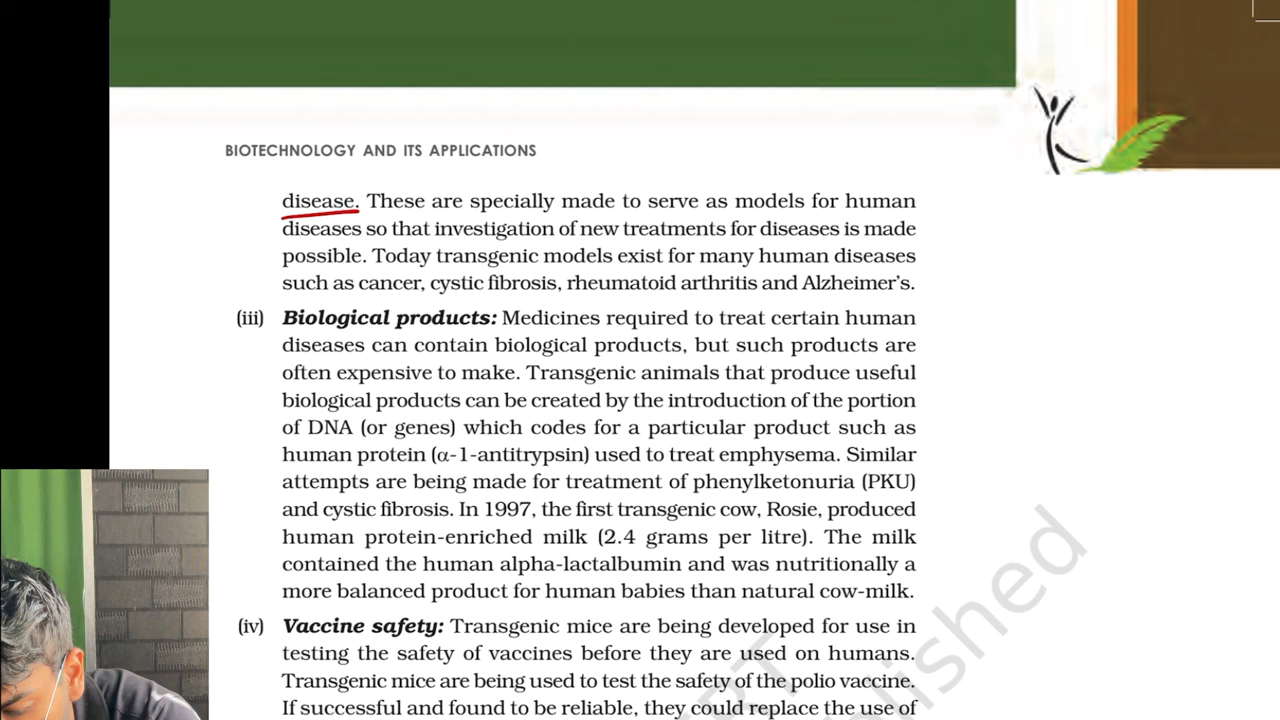 BIOTECHNOLOGY AND ITS APPLICATIONS
disease. These are specially made to serve as models for human
diseases so that investigation of new treatments for diseases is made
possible. Today transgenic models exist for many human diseases
such as cancer, cystic fibrosis, rheumatoid arthritis and Alzheimer's.
(iii) Biological products: Medicines required to treat certain human
diseases can contain biological products, but such products are
often expensive to make. Transgenic animals that produce useful
biological products can be created by the introduction of the portion
of DNA (or genes) which codes for a particular product such as
human protein (α-1-antitrypsin) used to treat emphysema. Similar
attempts are being made for treatment of phenylketonuria (PKU)
and cystic fibrosis. In 1997, the first transgenic cow, Rosie, produced
human protein-enriched milk (2.4 grams per litre). The milk
contained the human alpha-lactalbumin and was nutritionally a
more balanced product for human babies than natural cow-milk.
(iv) Vaccine safety: Transgenic mice are being developed for use in
testing the safety of vaccines before they are used on humans.
Transgenic mice are being used to test the safety of the polio vaccine.
If successful and found to be reliable, they could replace the use of